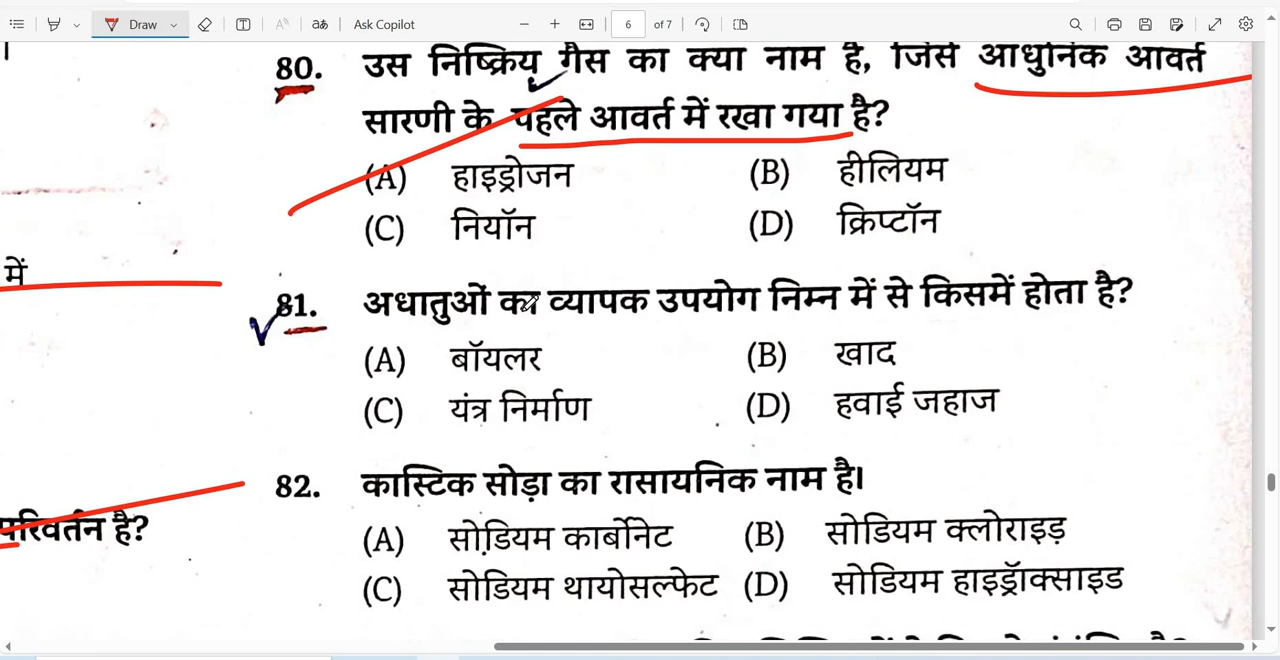 Draw
Ask Copilot
6
of 7
80. उस निष्क्रिय गैस का क्या नाम है, जिसे आधुनिक आवर्त
सारणी के पहले आवर्त में रखा गया है?
(A) हाइड्रोजन (B) हीलियम
(C) नियॉन (D) क्रिप्टॉन
में
81. अधातुओं का व्यापक उपयोग निम्न में से किसमें होता है?
(A) बॉयलर (B) खाद
(C) यंत्र निर्माण (D) हवाई जहाज
82. कास्टिक सोड़ा का रासायनिक नाम है।
परिवर्तन है?
(A) सोडियम कार्बोनेट (B) सोडियम क्लोराइड़
(C) सोडियम थायोसल्फेट (D) सोडियम हाइड्रॉक्साइड